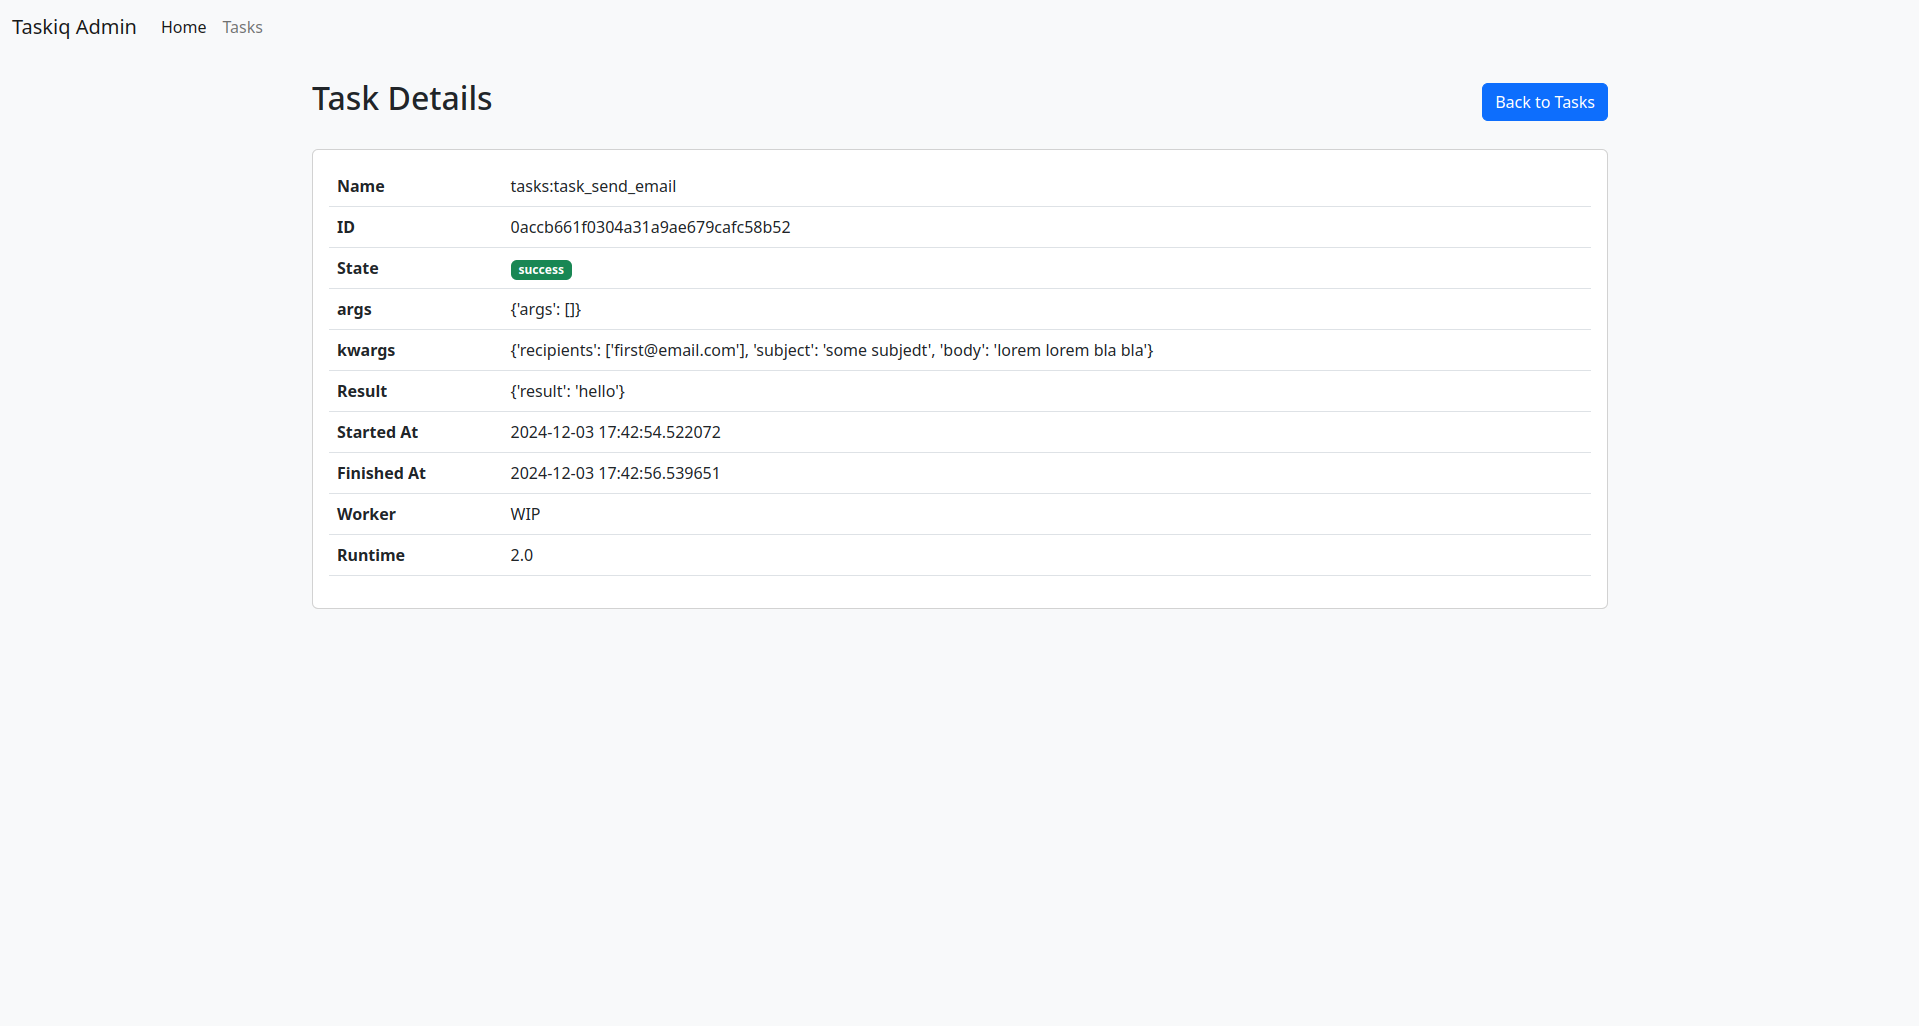 Taskiq Admin Home Tasks
Task Details
Back to Tasks
Name tasks:task_send_email
ID 0accb661f0304a31a9ae679cafc58b52
State success
args {'args': []}
kwargs {'recipients': ['first@email.com'], 'subject': 'some subjedt', 'body': 'lorem lorem bla bla'}
Result {'result': 'hello'}
Started At 2024-12-03 17:42:54.522072
Finished At 2024-12-03 17:42:56.539651
Worker WIP
Runtime 2.0